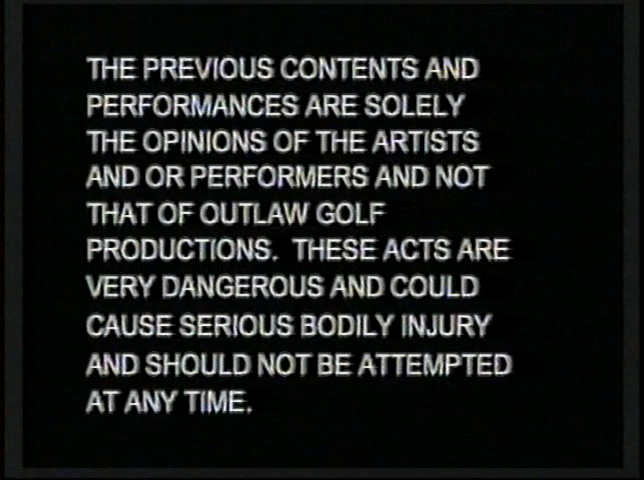 THE PREVIOUS CONTENTS AND
PERFORMANCES ARE SOLELY
THE OPINIONS OF THE ARTISTS
AND OR PERFORMERS AND NOT
THAT OF OUTLAW GOLF
PRODUCTIONS.  THESE ACTS ARE
VERY DANGEROUS AND COULD
CAUSE SERIOUS BODILY INJURY
AND SHOULD NOT BE ATTEMPTED
AT ANY TIME.